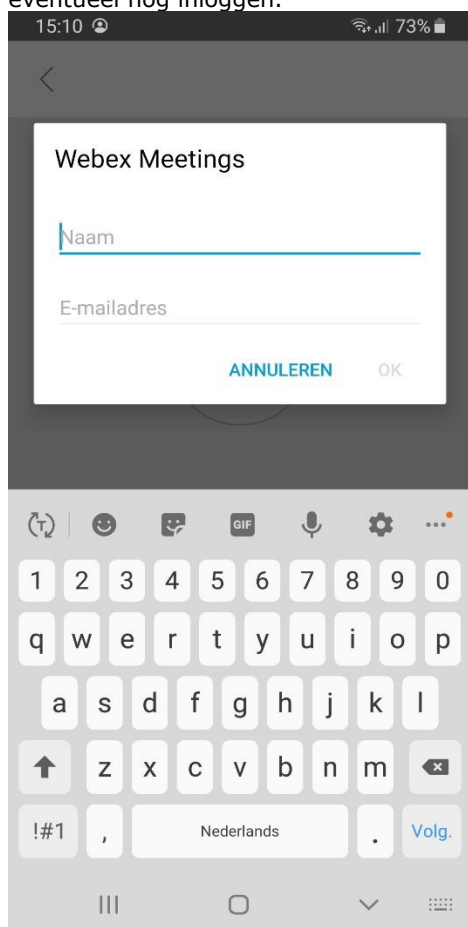 eventueel nog inloggen.
15:10 73%
Webex Meetings
Naam
E-mailadres
ANNULEREN OK
GIF
1 2 3 4 5 6 7 8 9 0
q w e r t y u i o p
a s d f g h j k l
z x c v b n m
!#1 , Nederlands . Volg.